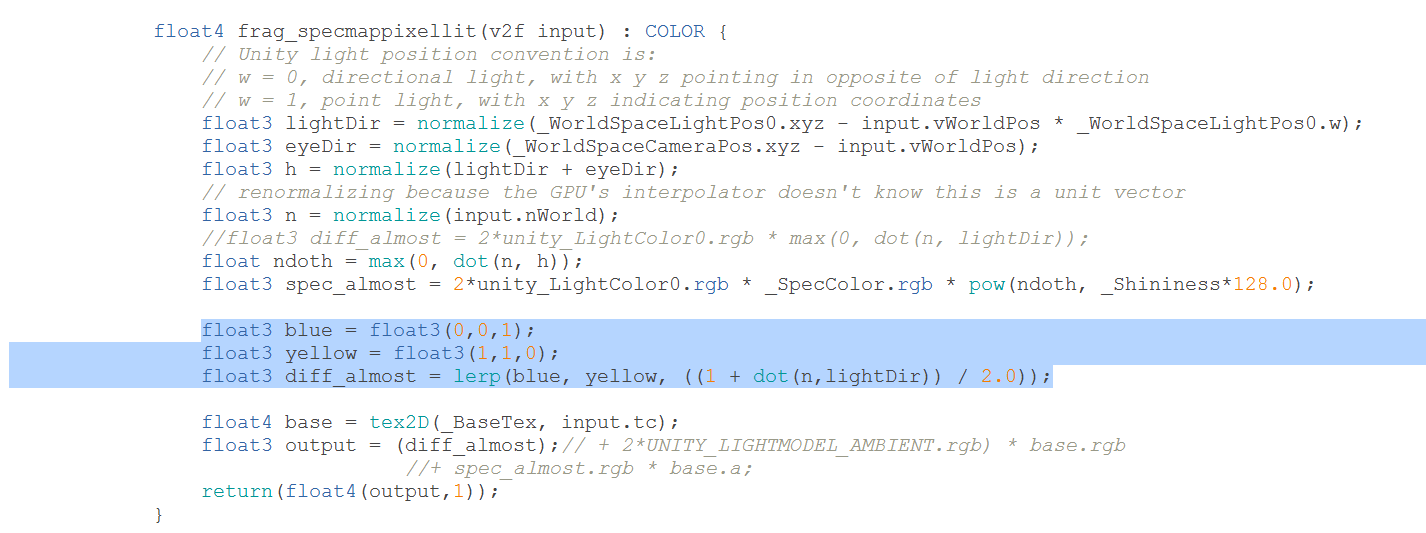 float4 frag_specmappixellit(v2f input) : COLOR {
// Unity light position convention is:
// w = 0, directional light, with x y z pointing in opposite of light direction
// w = 1, point light, with x y z indicating position coordinates
float3 lightDir = normalize(_WorldSpaceLightPos0.xyz - input.vWorldPos * _WorldSpaceLightPos0.w);
float3 eyeDir = normalize(_WorldSpaceCameraPos.xyz - input.vWorldPos);
float3 h = normalize(lightDir + eyeDir);
// renormalizing because the GPU's interpolator doesn't know this is a unit vector
float3 n = normalize(input.nWorld);
//float3 diff_almost = 2*unity_LightColor0.rgb * max(0, dot(n, lightDir));
float ndoth = max(0, dot(n, h));
float3 spec_almost = 2*unity_LightColor0.rgb * _SpecColor.rgb * pow(ndoth, _Shininess*128.0);
float3 blue = float3(0,0,1);
float3 yellow = float3(1,1,0);
float3 diff_almost = lerp(blue, yellow, ((1 + dot(n,lightDir)) / 2.0));
float4 base = tex2D(_BaseTex, input.tc);
float3 output = (diff_almost);// + 2*UNITY_LIGHTMODEL_AMBIENT.rgb) * base.rgb
//+ spec_almost.rgb * base.a;
return(float4(output,1));
}